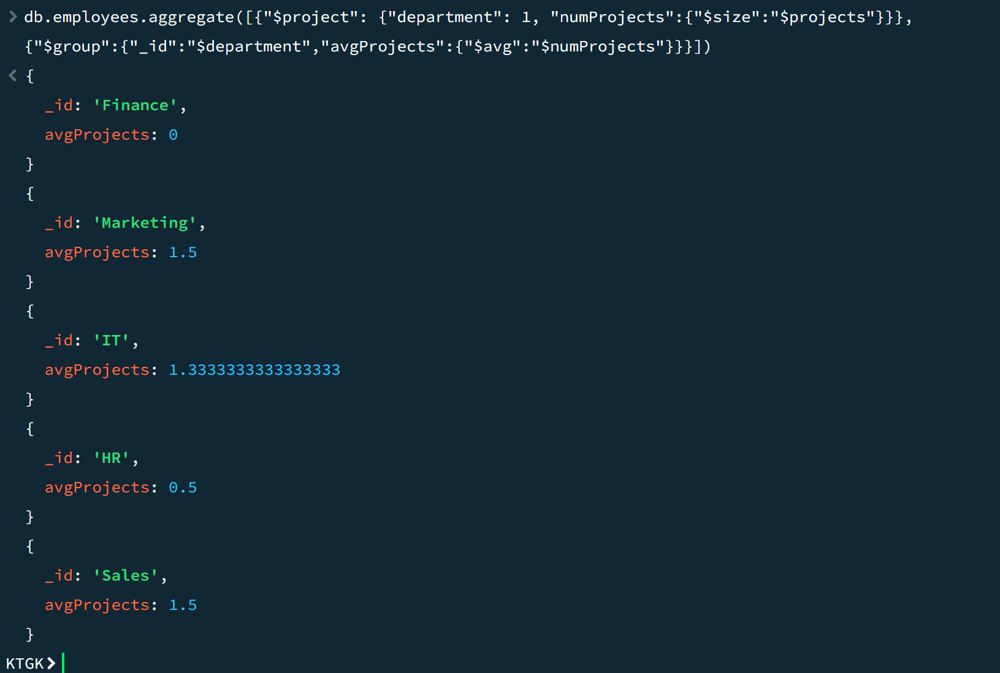 db.employees.aggregate([{"$project": {"department": 1, "numProjects":{"$size":"$projects"}}},
{"$group":{"_id":"$department","avgProjects":{"$avg":"$numProjects"}}}])
{
_id: 'Finance',
avgProjects: 0
}
{
_id: 'Marketing',
avgProjects: 1.5
}
{
_id: 'IT',
avgProjects: 1.3333333333333333
}
{
_id: 'HR',
avgProjects: 0.5
}
{
_id: 'Sales',
avgProjects: 1.5
}
KTGK>